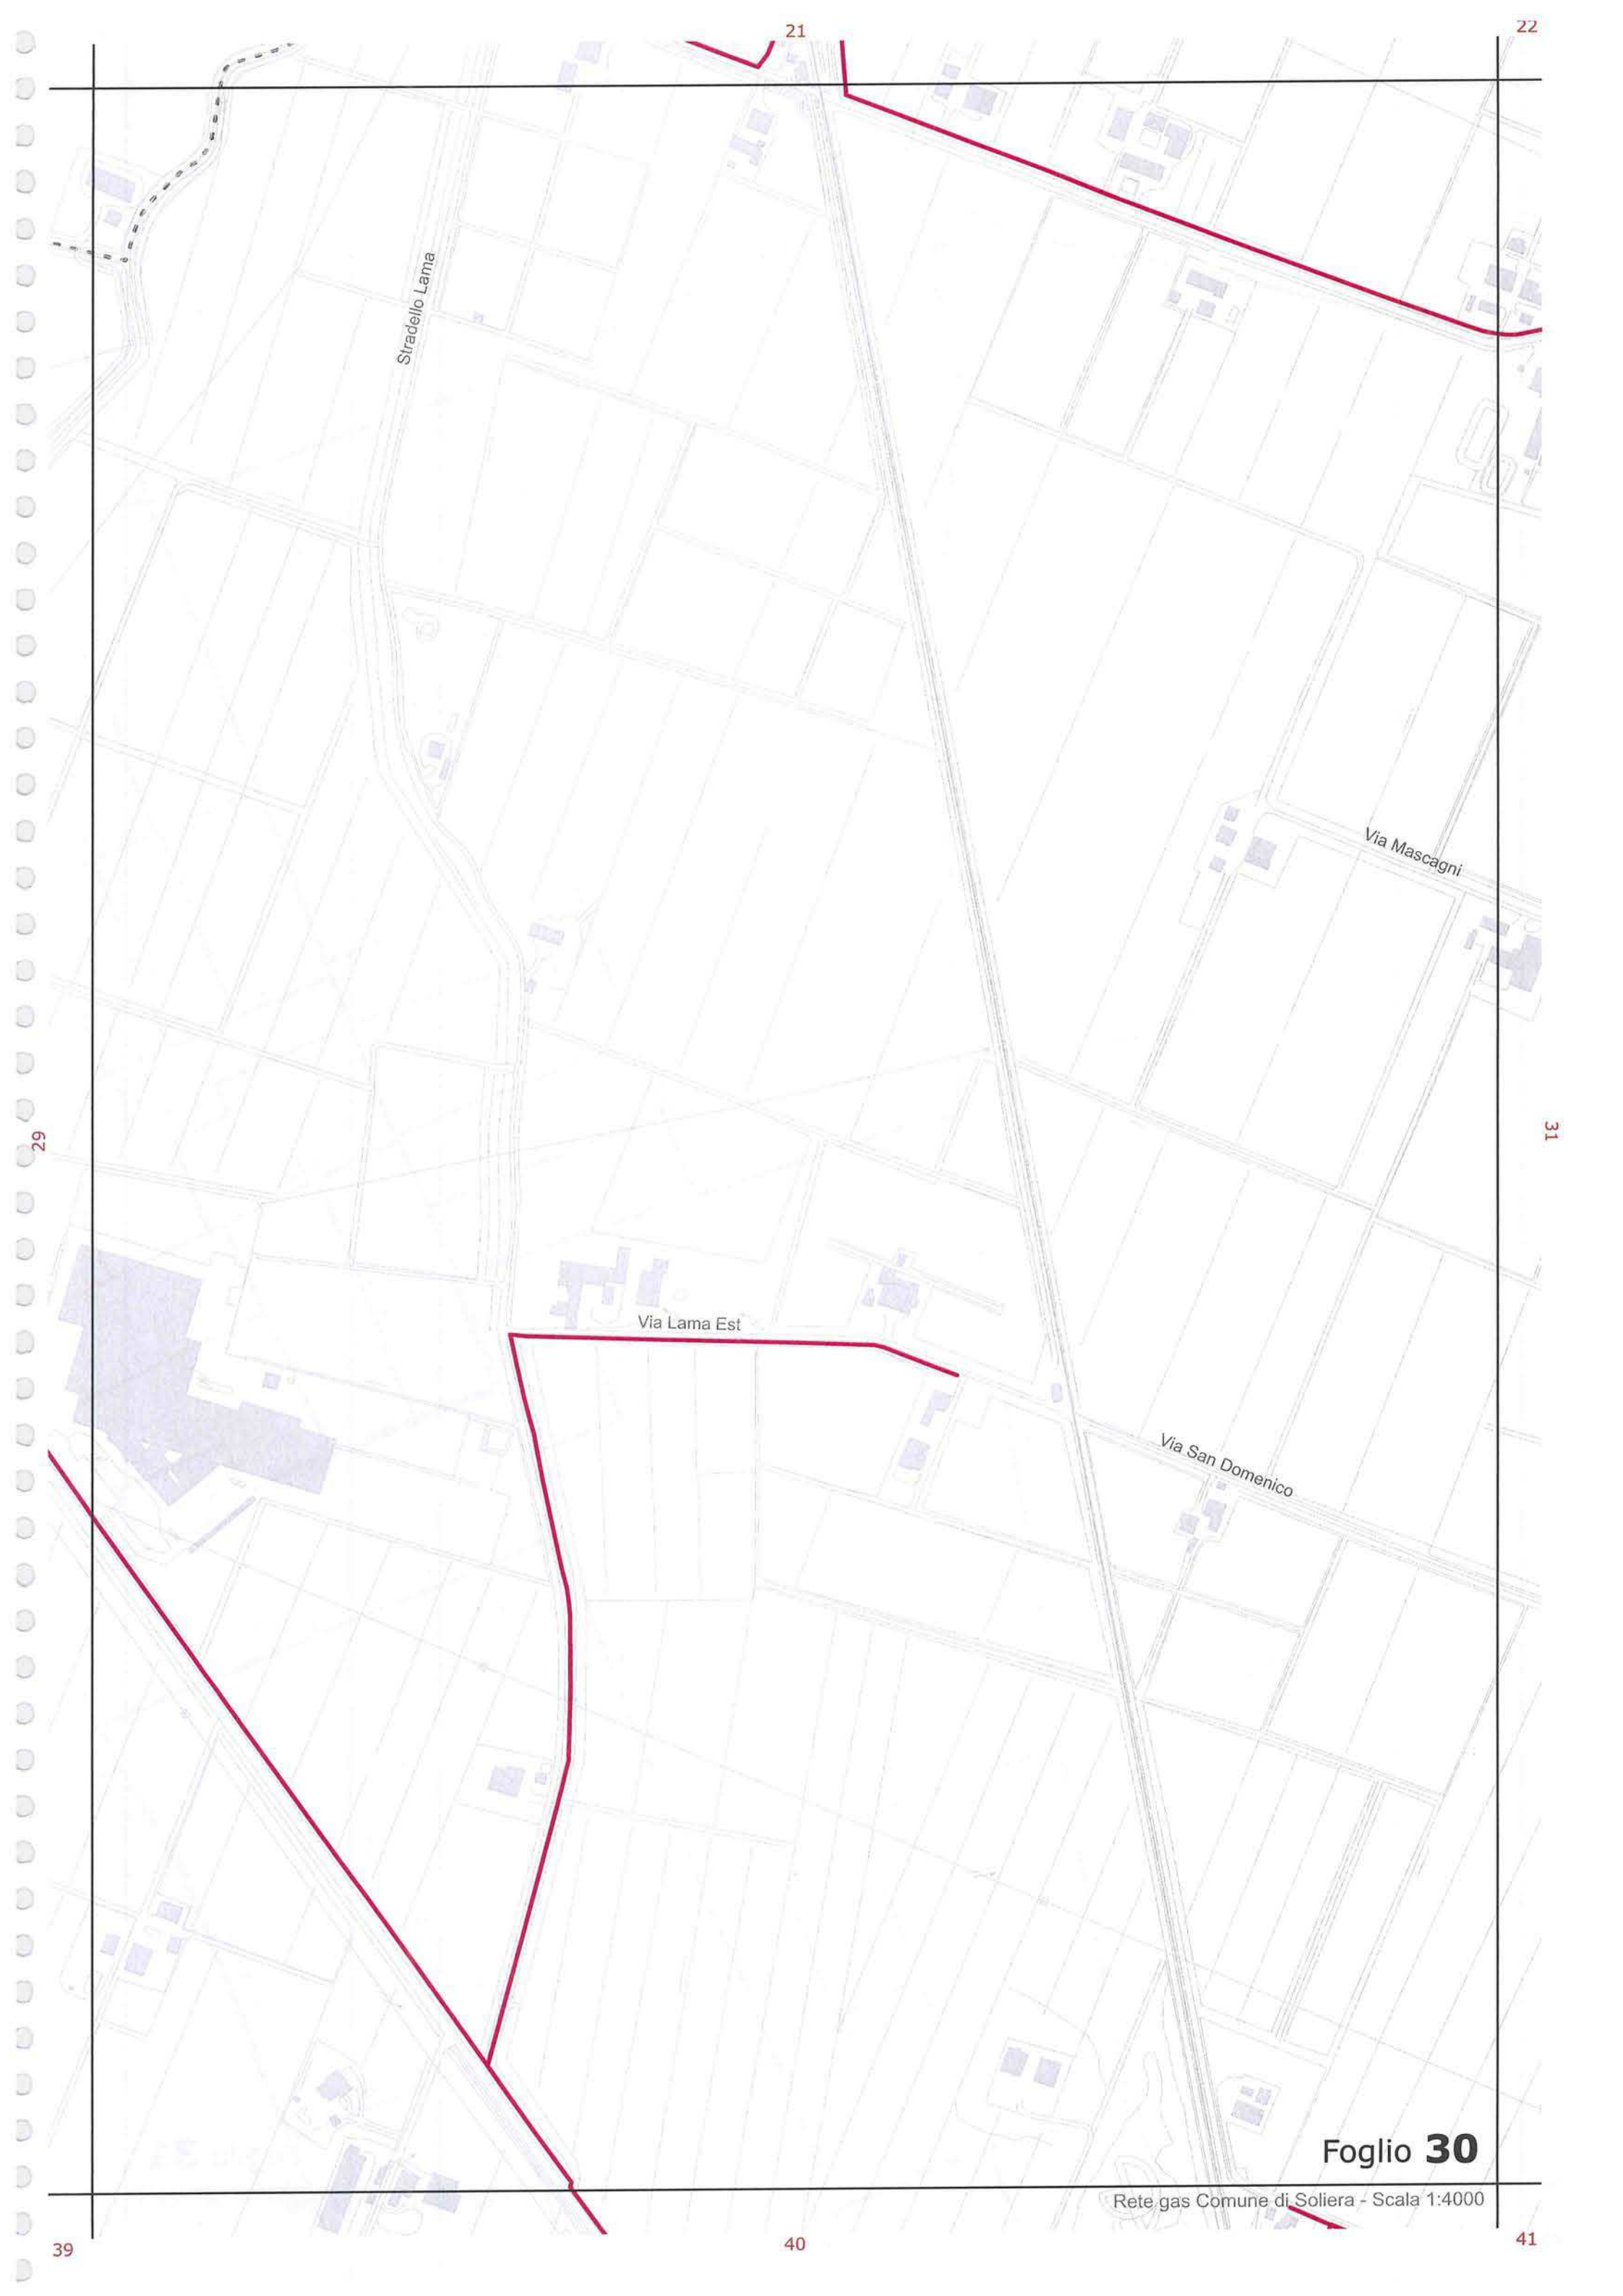 21
22
Stradello Lama
Via Mascagni
29
31
Via Lama Est
Via San Domenico
Foglio 30
Rete gas Comune di Soliera - Scala 1:4000
39
40
41